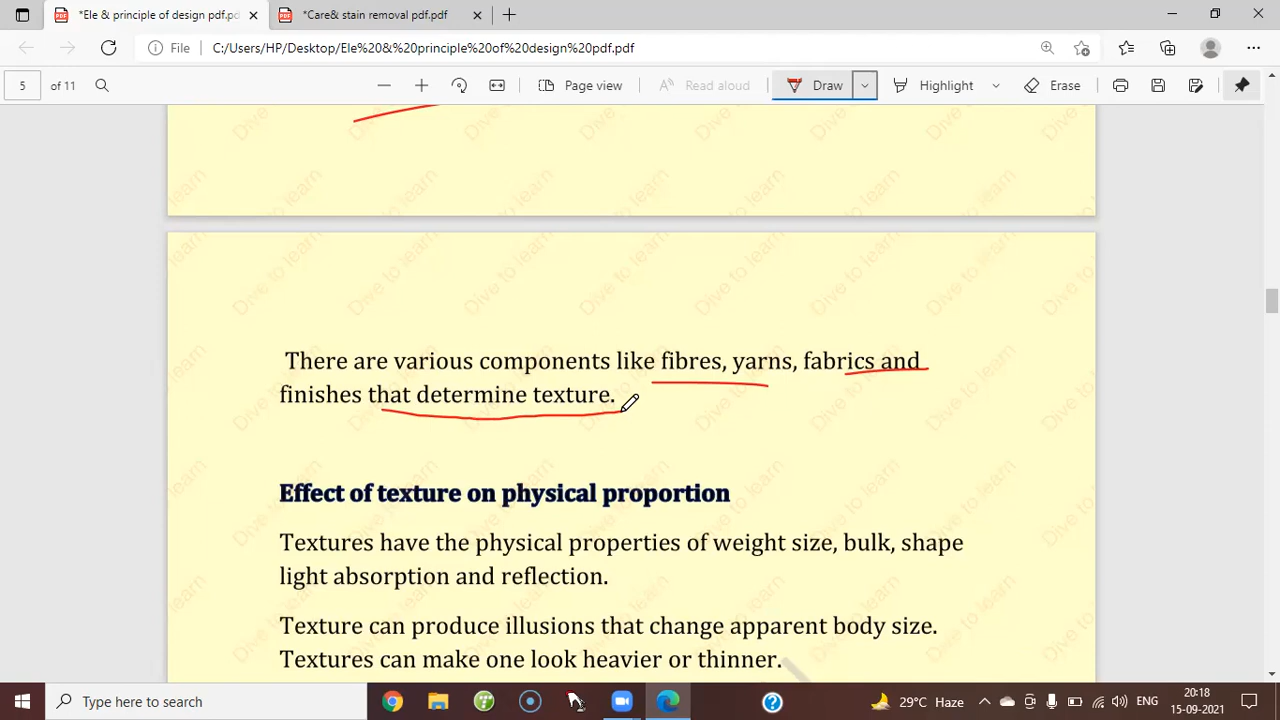 *Ele & principle of design pdf.pdf
*Care& stain removal pdf.pdf
File C:/Users/HP/Desktop/Ele%20&%20principle%20of%20design%20pdf.pdf
5 of 11 Page view Read aloud Draw Highlight Erase
Dive to learn
There are various components like fibres, yarns, fabrics and
finishes that determine texture.
Effect of texture on physical proportion
Textures have the physical properties of weight size, bulk, shape
light absorption and reflection.
Texture can produce illusions that change apparent body size.
Textures can make one look heavier or thinner.
Type here to search 29°C Haze ENG 20:18
15-09-2021